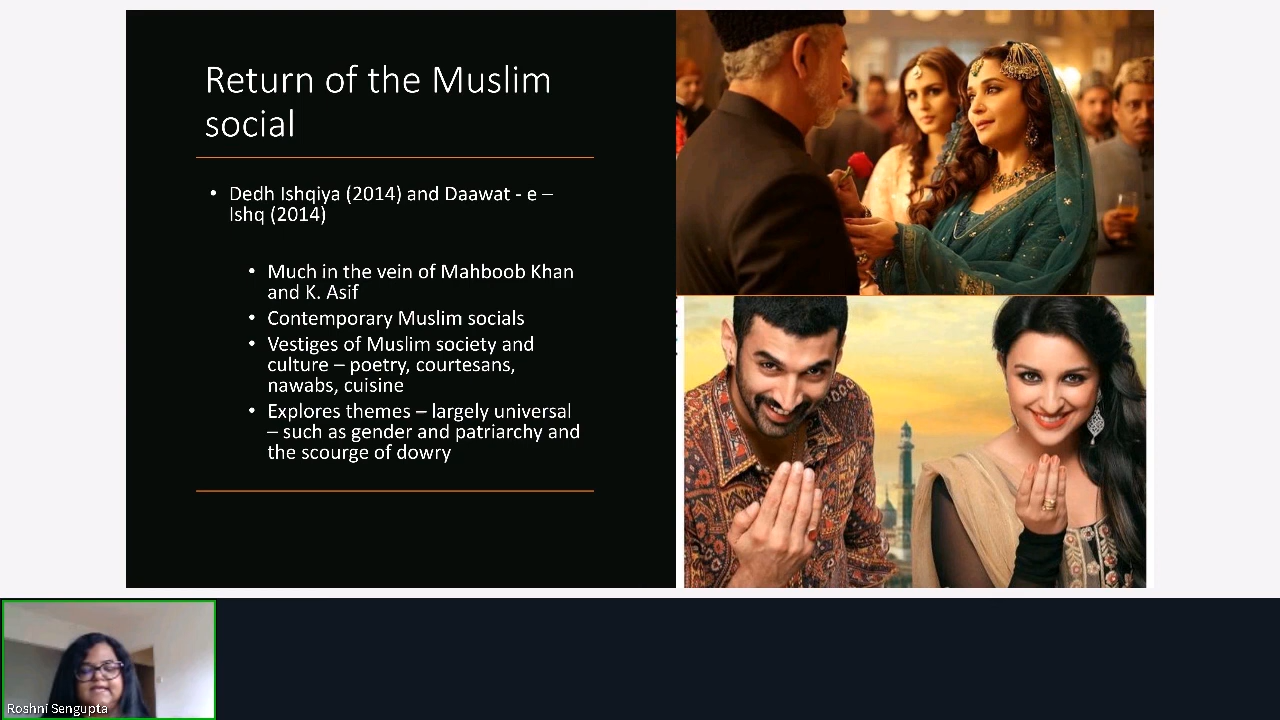 Return of the Muslim
social
• Dedh Ishqiya (2014) and Daawat - e –
Ishq (2014)
• Much in the vein of Mahboob Khan
and K. Asif
• Contemporary Muslim socials
• Vestiges of Muslim society and
culture – poetry, courtesans,
nawabs, cuisine
• Explores themes – largely universal
– such as gender and patriarchy and
the scourge of dowry
Roshni Sengupta